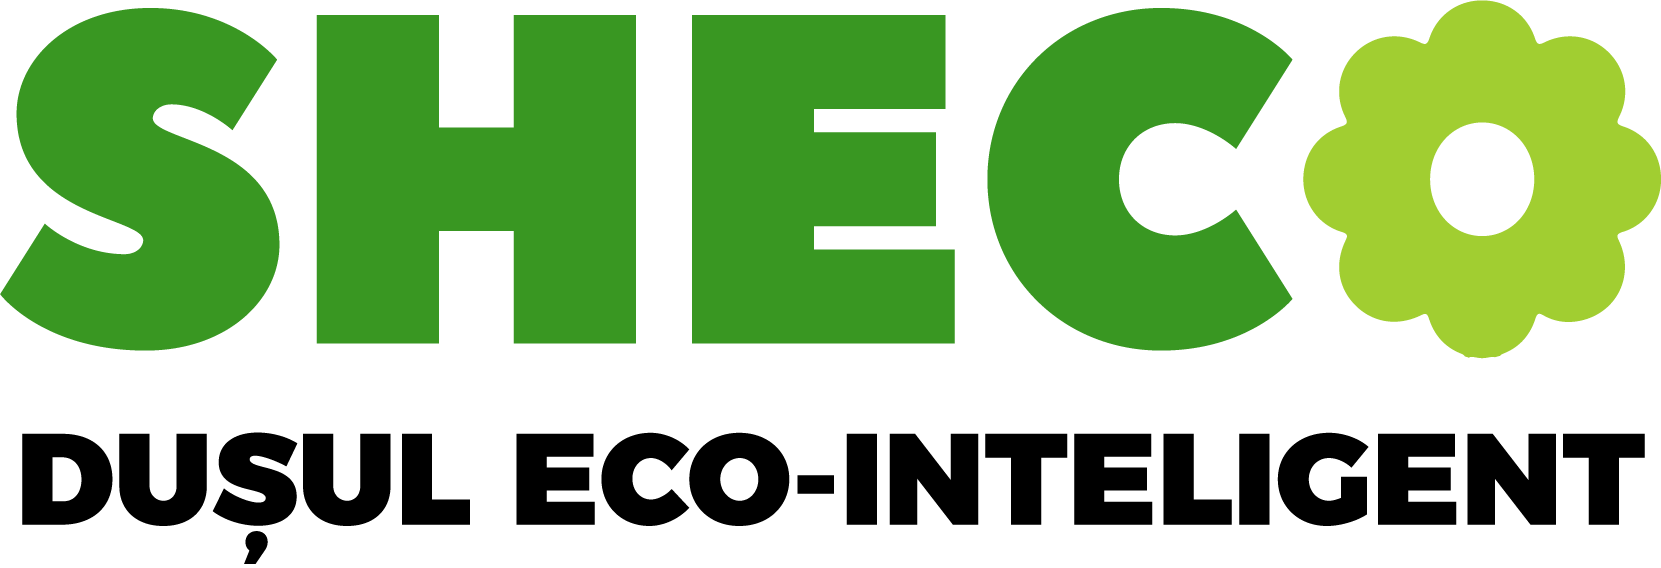 SHECO
DUȘUL ECO-INTELIGENT